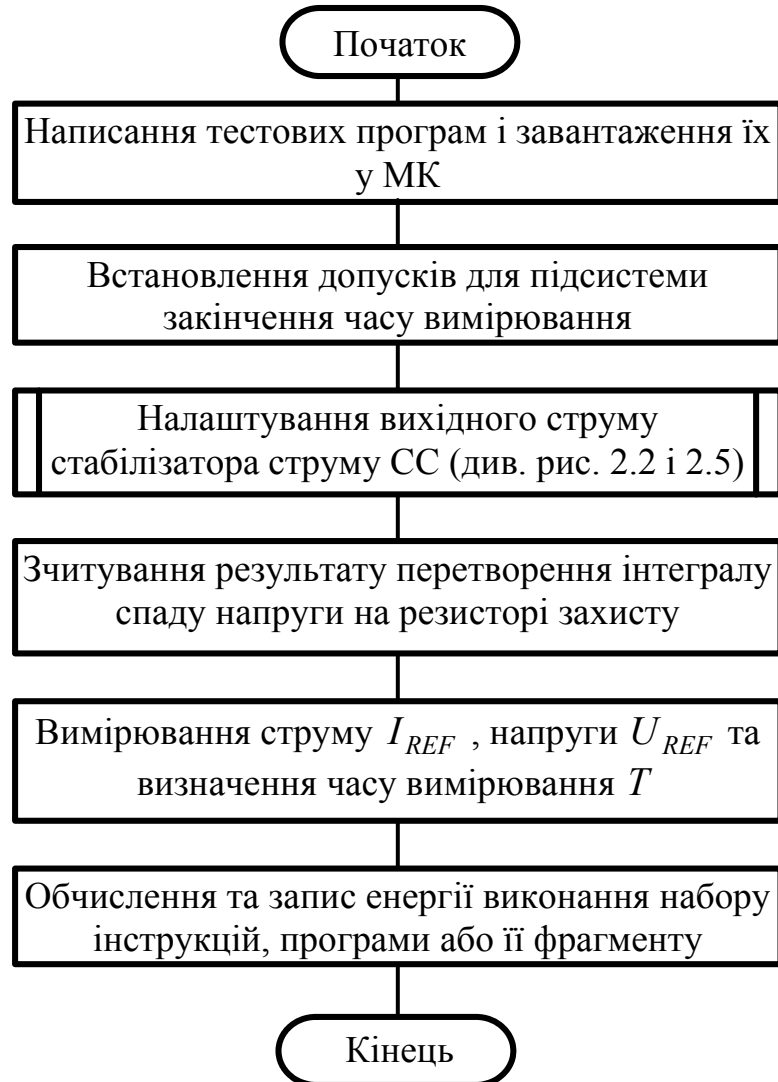 Початок
Написання тестових програм і завантаження їх
у МК
Встановлення допусків для підсистеми
закінчення часу вимірювання
Налаштування вихідного струму
стабілізатора струму СС (див. рис. 2.2 і 2.5)
Зчитування результату перетворення інтегралу
спаду напруги на резисторі захисту
Вимірювання струму I_REF , напруги U_REF та
визначення часу вимірювання T
Обчислення та запис енергії виконання набору
інструкцій, програми або її фрагменту
Кінець